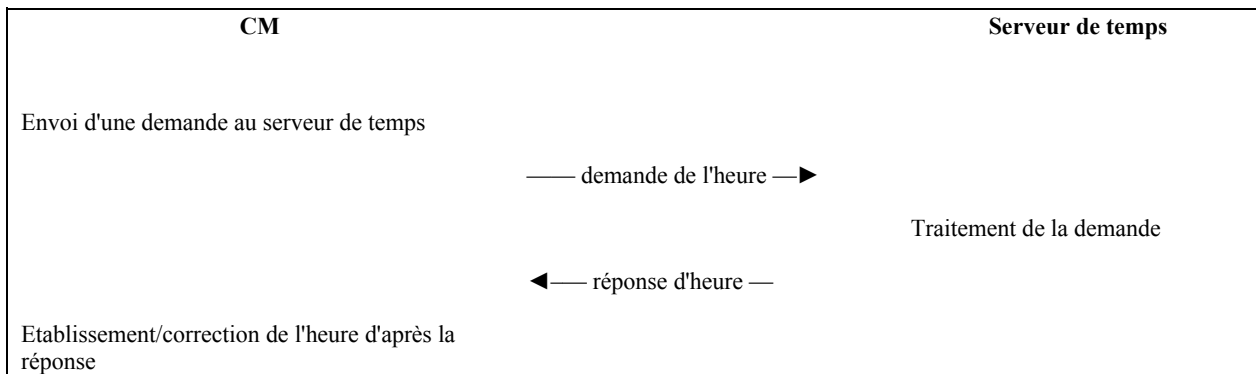 CM Serveur de temps
Envoi d'une demande au serveur de temps
—— demande de l'heure —►
Traitement de la demande
◄—— réponse d'heure —
Etablissement/correction de l'heure d'après la
réponse